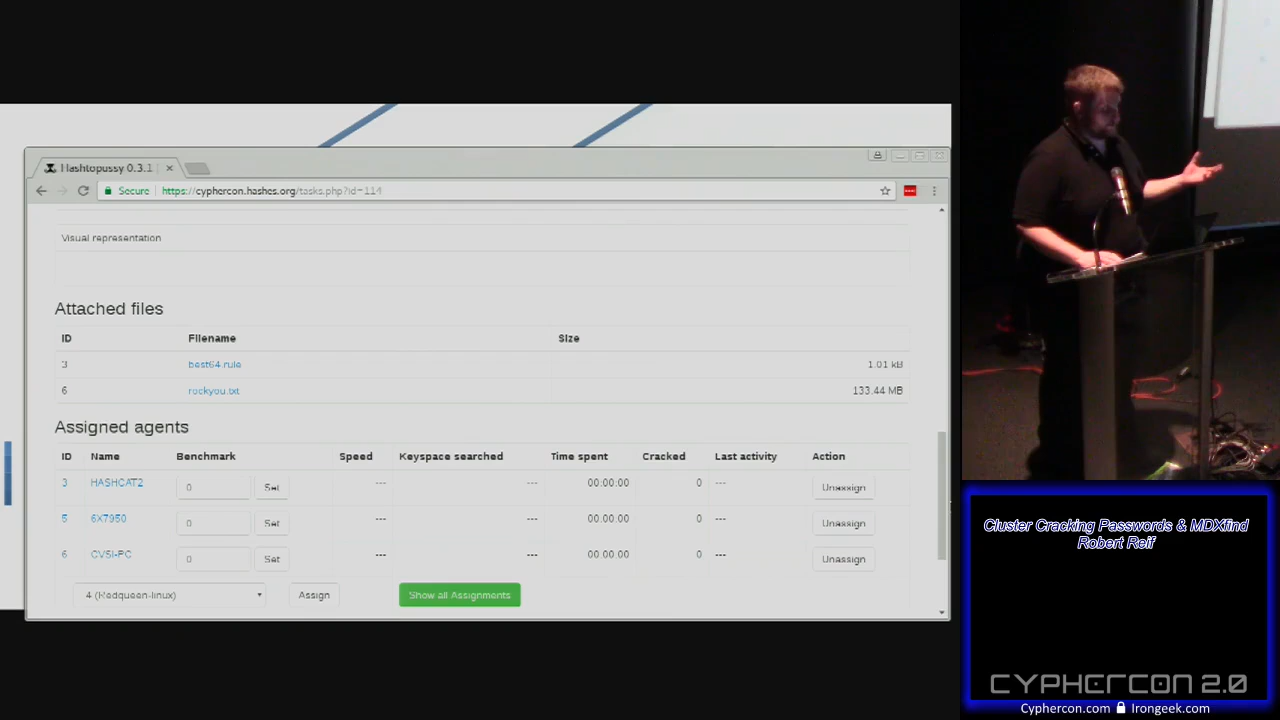 Hashtopussy 0.3.1
Secure https://cyphercon.hashes.org/tasks.php?id=114
Visual representation
Attached files
ID Filename Size
3 best64.rule 1.01 kB
6 rockyou.txt 133.44 MB
Assigned agents
ID Name Benchmark Speed Keyspace searched Time spent Cracked Last activity Action
3 HASHCAT2 0 Set --- --- 00:00:00 0 --- Unassign
5 6X7950 0 Set --- --- 00:00:00 0 --- Unassign
6 CVSI-PC 0 Set --- --- 00:00:00 0 --- Unassign
4 (Redqueen-linux) Assign Show all Assignments
Cluster Cracking Passwords & MDXfind
Robert Reif
CYPHERCON 2.0
Cyphercon.com Irongeek.com